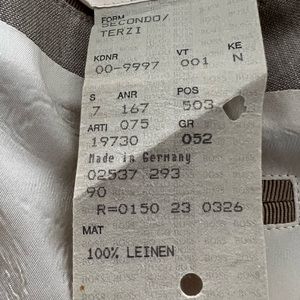 FORM
SECONDO/
TERZI
KDNR VT KE
00-9997 001 N
S ANR POS
7 167 503
ARTI 075 GR
19730 052
Made in Germany
02537 293
90
R=0150 23 0326
MAT
100% LEINEN